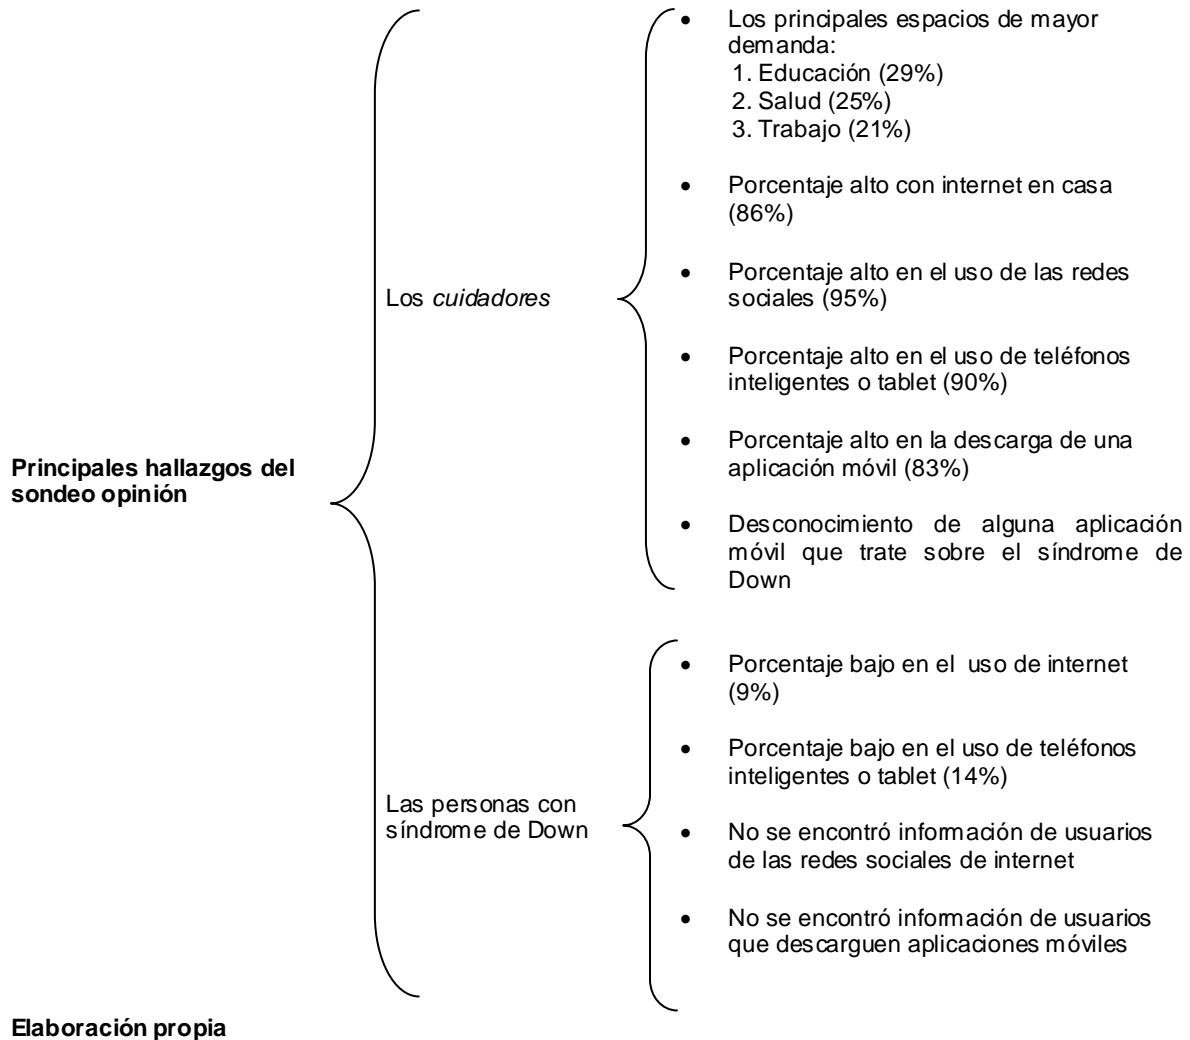 Principales hallazgos del
sondeo opinión
Los cuidadores
• Los principales espacios de mayor
demanda:
1. Educación (29%)
2. Salud (25%)
3. Trabajo (21%)
• Porcentaje alto con internet en casa
(86%)
• Porcentaje alto en el uso de las redes
sociales (95%)
• Porcentaje alto en el uso de teléfonos
inteligentes o tablet (90%)
• Porcentaje alto en la descarga de una
aplicación móvil (83%)
• Desconocimiento de alguna aplicación
móvil que trate sobre el síndrome de
Down
Las personas con
síndrome de Down
• Porcentaje bajo en el uso de internet
(9%)
• Porcentaje bajo en el uso de teléfonos
inteligentes o tablet (14%)
• No se encontró información de usuarios
de las redes sociales de internet
• No se encontró información de usuarios
que descarguen aplicaciones móviles
Elaboración propia